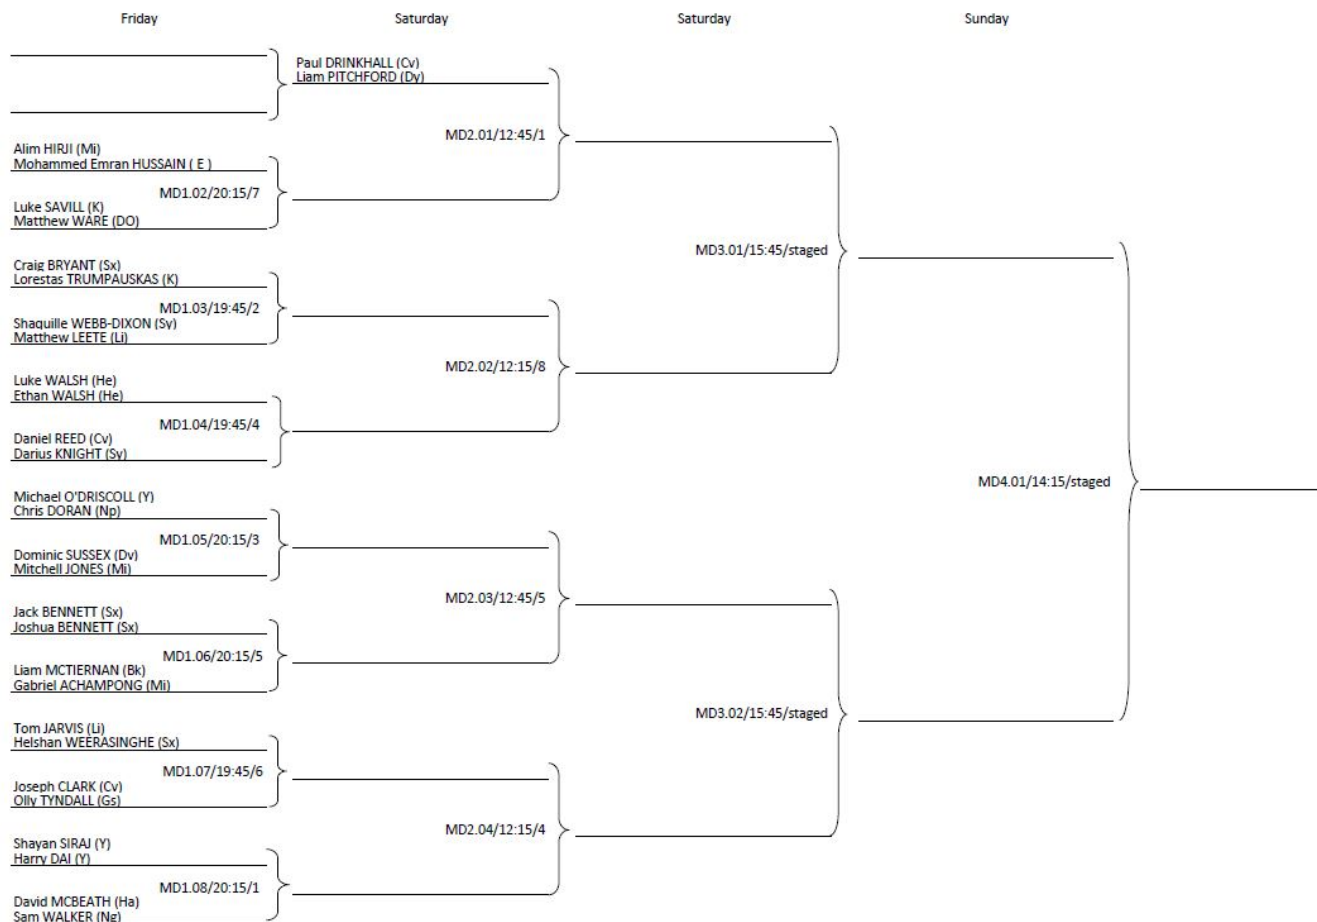 Friday Saturday Saturday Sunday
Paul DRINKHALL (Cv)
Liam PITCHFORD (Dy)
MD2.01/12:45/1
Alim HIRJI (Mi)
Mohammed Emran HUSSAIN ( E )
MD1.02/20:15/7
Luke SAVILL (K)
Matthew WARE (DO)
MD3.01/15:45/staged
Craig BRYANT (Sx)
Lorestas TRUMPAUSKAS (K)
MD1.03/19:45/2
Shaquille WEBB-DIXON (Sy)
Matthew LEETE (Li)
MD2.02/12:15/8
Luke WALSH (He)
Ethan WALSH (He)
MD1.04/19:45/4
Daniel REED (Cv)
Darius KNIGHT (Sy)
MD4.01/14:15/staged
Michael O'DRISCOLL (Y)
Chris DORAN (Np)
MD1.05/20:15/3
Dominic SUSSEX (Dv)
Mitchell JONES (Mi)
MD2.03/12:45/5
Jack BENNETT (Sx)
Joshua BENNETT (Sx)
MD1.06/20:15/5
Liam MCTIERNAN (Bk)
Gabriel ACHAMPONG (Mi)
MD3.02/15:45/staged
Tom JARVIS (Li)
Helshan WEERASINGHE (Sx)
MD1.07/19:45/6
Joseph CLARK (Cv)
Olly TYNDALL (Gs)
MD2.04/12:15/4
Shayan SIRAJ (Y)
Harry DAI (Y)
MD1.08/20:15/1
David MCBEATH (Ha)
Sam WALKER (Ng)